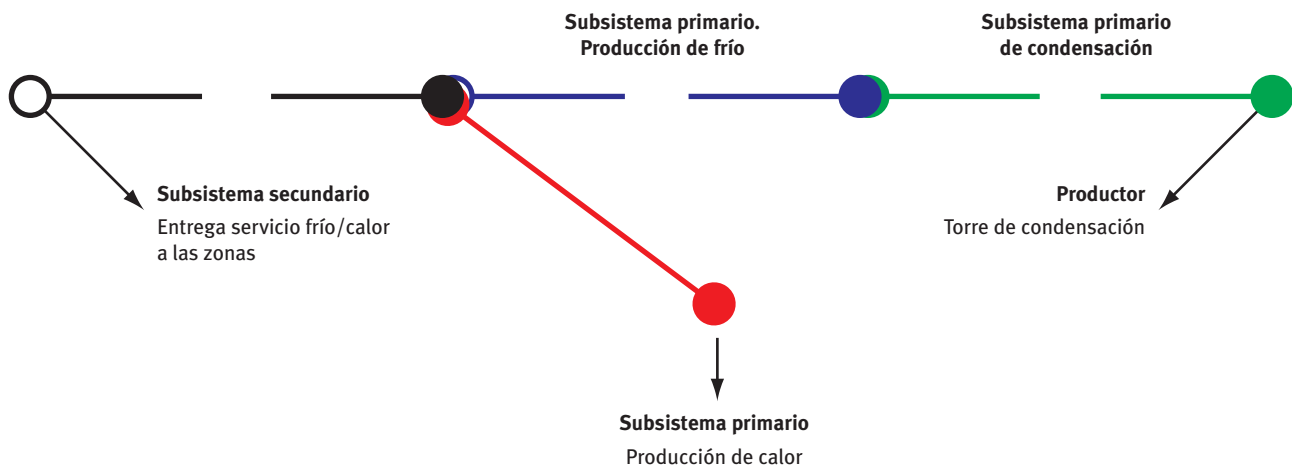 Subsistema primario.
Producción de frío
Subsistema primario
de condensación
Subsistema secundario
Entrega servicio frío/calor
a las zonas
Productor
Torre de condensación
Subsistema primario
Producción de calor